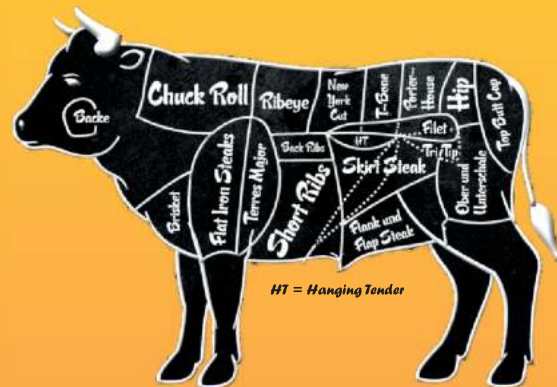 Backe
Chuck Roll
Ribeye
New
York
Cut
T-Bone
Porter-
House
Hip
Top Butt Cap
Filet
HT
Back Ribs
Tri Tip
Skirt Steak
Brisket
Flat Iron Steaks
Terres Major
Short Ribs
Flank und
Flap Steak
Ober und
Unterschale
HT = Hanging Tender